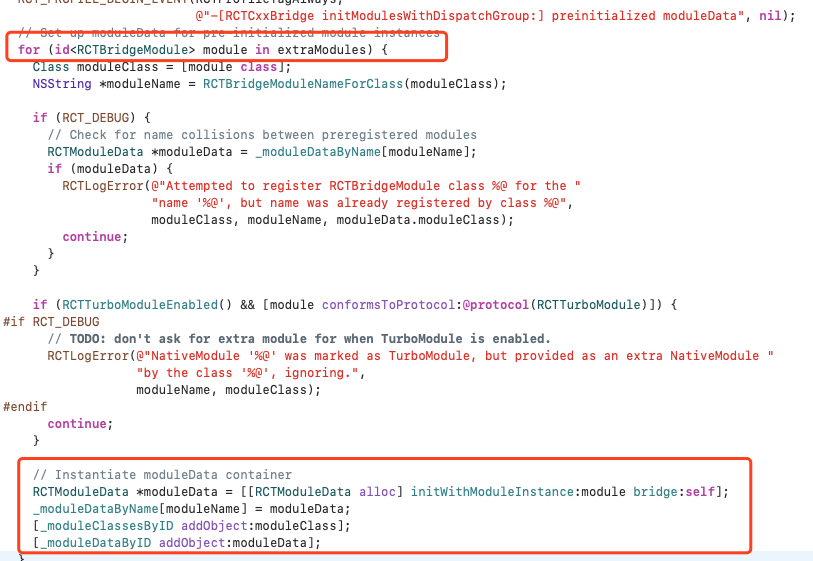 RCT_PROFILE_BEGIN_EVENT(RCTProfileTagAlways,
@"-[RCTCxxBridge initModulesWithDispatchGroup:] preinitialized moduleData", nil);
// Set up moduleData for pre-initialized module instances
for (id<RCTBridgeModule> module in extraModules) {
Class moduleClass = [module class];
NSString *moduleName = RCTBridgeModuleNameForClass(moduleClass);
if (RCT_DEBUG) {
// Check for name collisions between preregistered modules
RCTModuleData *moduleData = _moduleDataByName[moduleName];
if (moduleData) {
RCTLogError(@"Attempted to register RCTBridgeModule class %@ for the "
"name '%@', but name was already registered by class %@",
moduleClass, moduleName, moduleData.moduleClass);
continue;
}
}
if (RCTTurboModuleEnabled() && [module conformsToProtocol:@protocol(RCTTurboModule)]) {
#if RCT_DEBUG
// TODO: don't ask for extra module for when TurboModule is enabled.
RCTLogError(@"NativeModule '%@' was marked as TurboModule, but provided as an extra NativeModule "
"by the class '%@', ignoring.",
moduleName, moduleClass);
#endif
continue;
}
// Instantiate moduleData container
RCTModuleData *moduleData = [[RCTModuleData alloc] initWithModuleInstance:module bridge:self];
_moduleDataByName[moduleName] = moduleData;
[_moduleClassesByID addObject:moduleClass];
[_moduleDataByID addObject:moduleData];
}